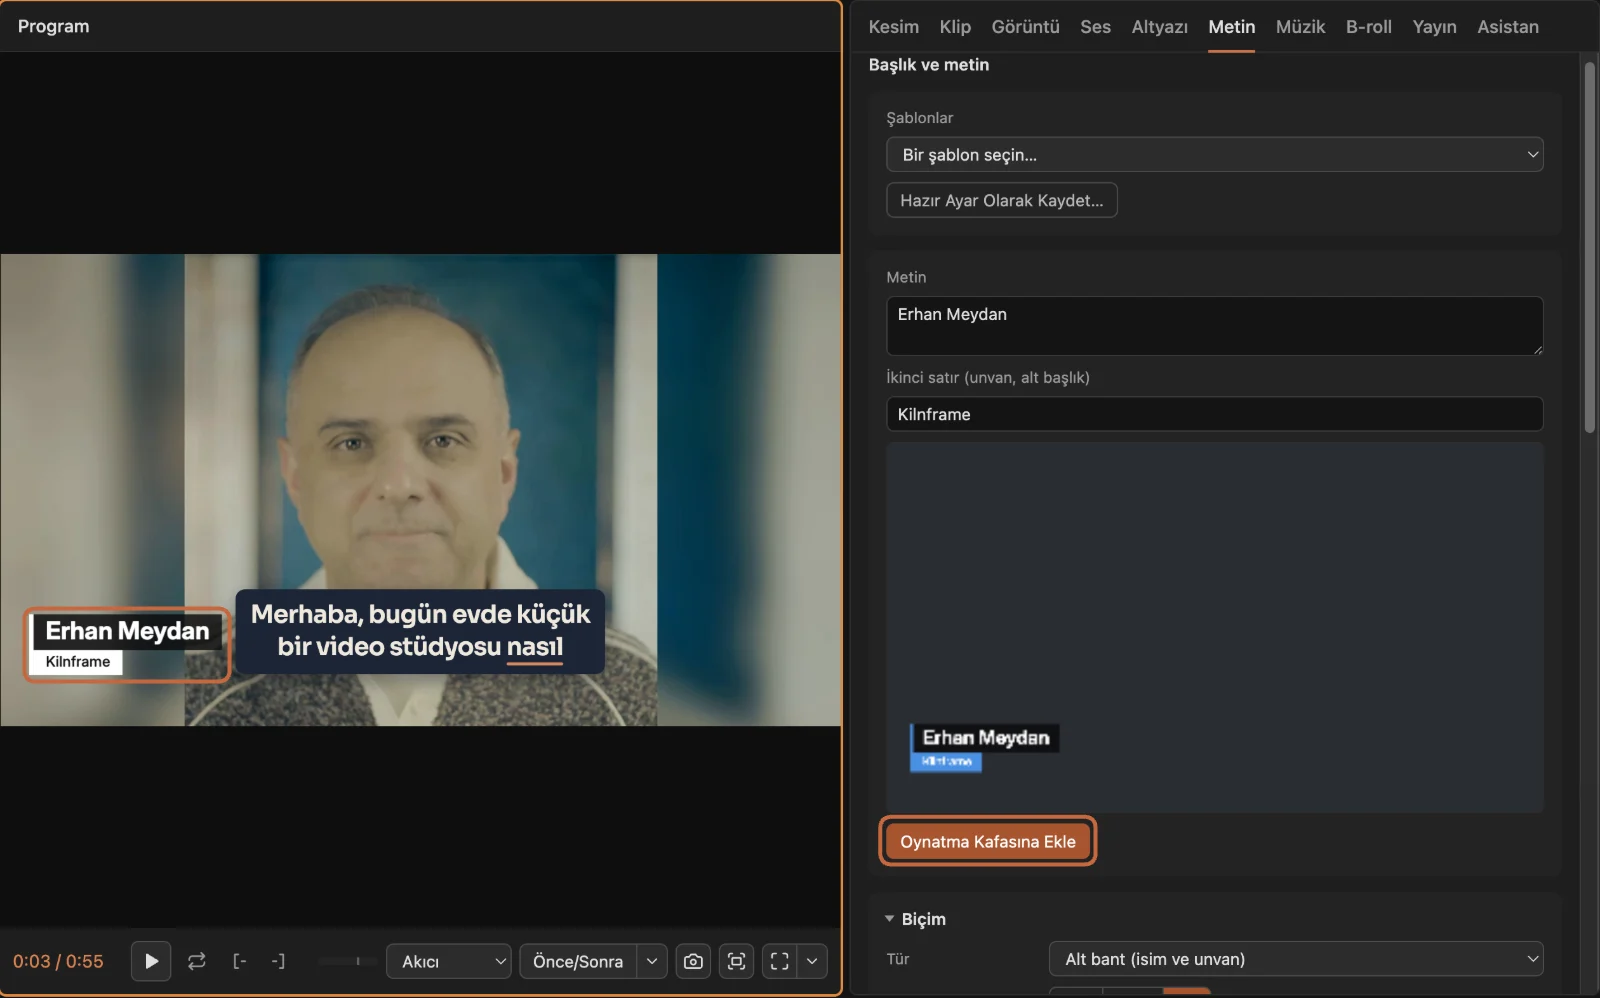 Program
Kesim Klip Görüntü Ses Altyazı Metin Müzik B-roll Yayın Asistan
Başlık ve metin
Şablonlar
Bir şablon seçin...
Hazır Ayar Olarak Kaydet...
Metin
Erhan Meydan
İkinci satır (unvan, alt başlık)
Kilnframe
Erhan Meydan
Kilnframe
Oynatma Kafasına Ekle
Biçim
Tür
Alt bant (isim ve unvan)
Merhaba, bugün evde küçük
bir video stüdyosu nasıl
Erhan Meydan
Kilnframe
0:03 / 0:55
Akıcı
Önce/Sonra